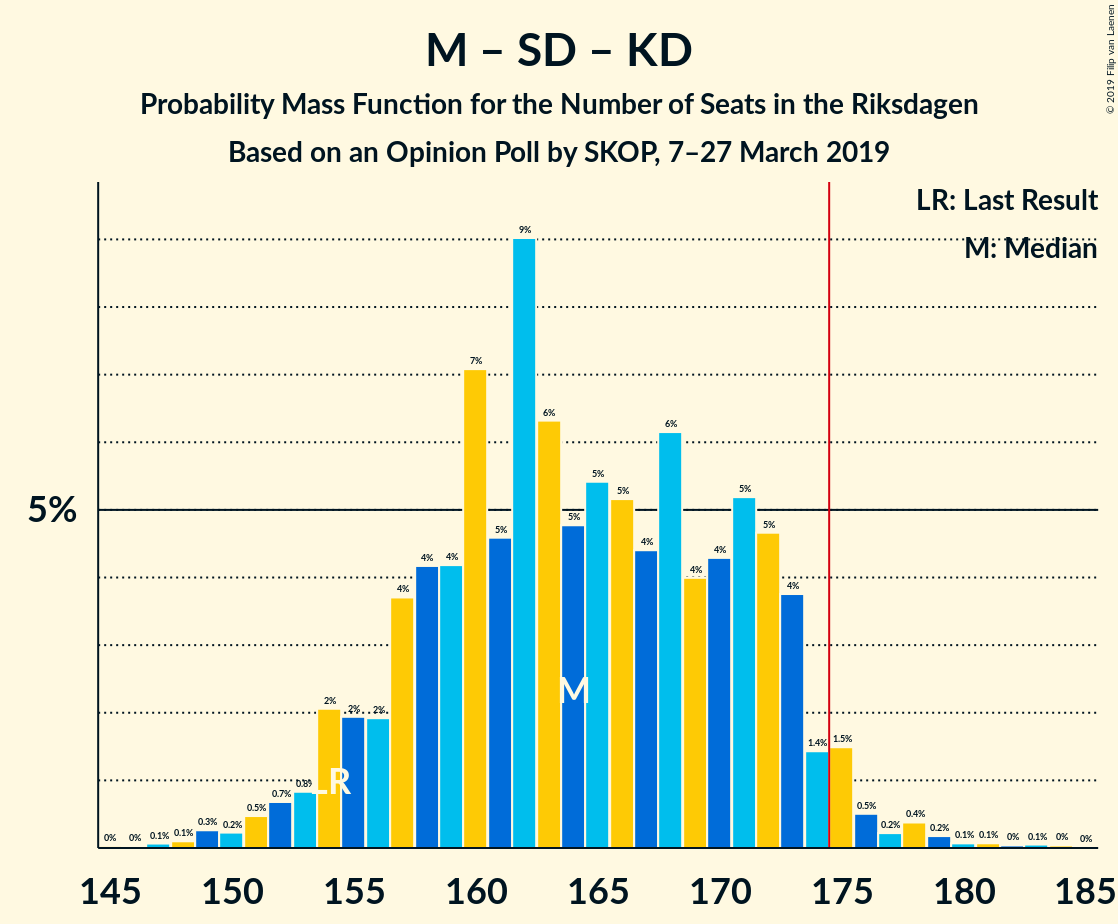 M – SD – KD
Probability Mass Function for the Number of Seats in the Riksdagen
Based on an Opinion Poll by SKOP, 7–27 March 2019
© 2019 Filip van Laenen
LR: Last Result
M: Median
5%
0% 0% 0.1% 0.1% 0.3% 0.2% 0.5% 0.7% 0.8% 2% 2% 2% 4% 4% 4% 7% 5% 9% 6% 5% 5% 5% 4% 6% 4% 4% 5% 5% 4% 1.4% 1.5% 0.5% 0.2% 0.4% 0.2% 0.1% 0.1% 0% 0.1% 0% 0%
M
LR
145 150 155 160 165 170 175 180 185